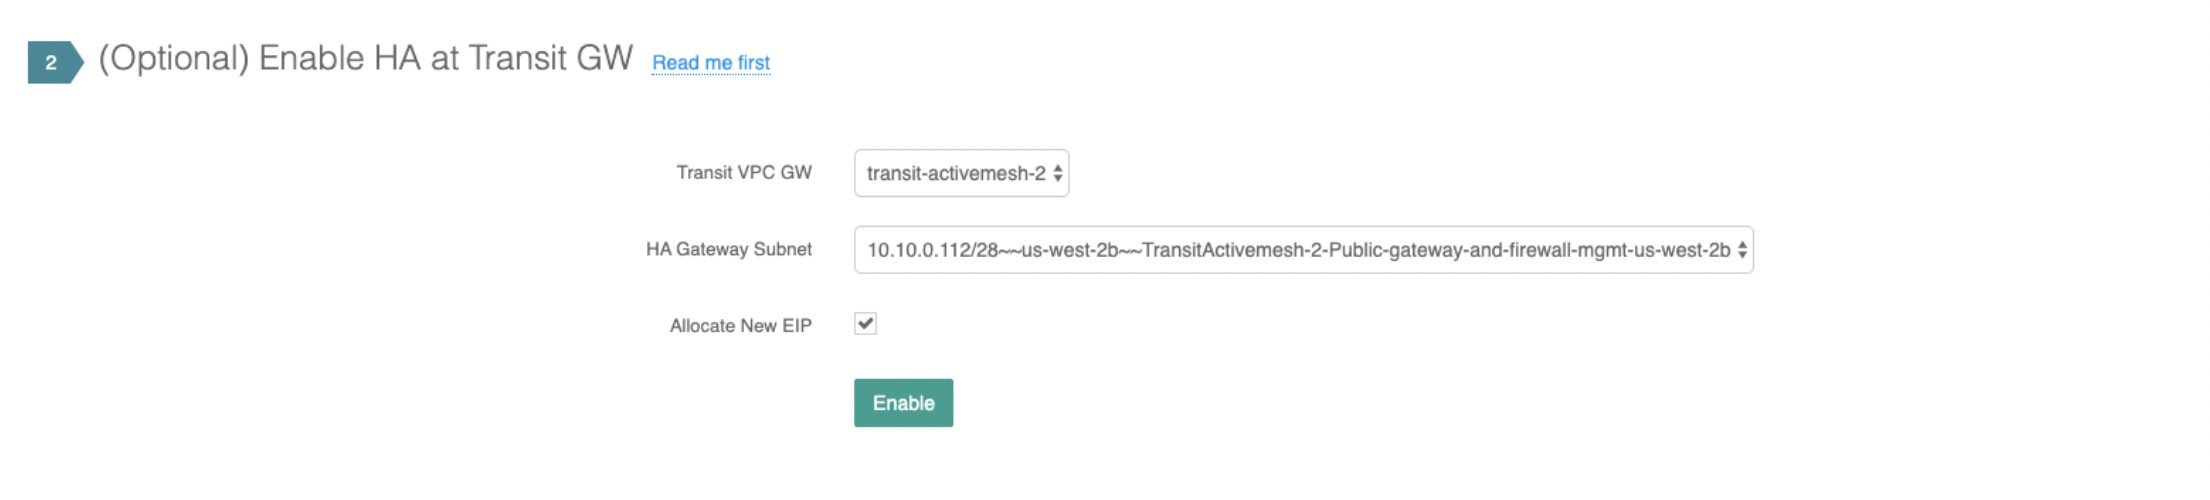 2 (Optional) Enable HA at Transit GW Read me first
Transit VPC GW transit-activemesh-2
HA Gateway Subnet 10.10.0.112/28~~us-west-2b~~TransitActivemesh-2-Public-gateway-and-firewall-mgmt-us-west-2b
Allocate New EIP
Enable